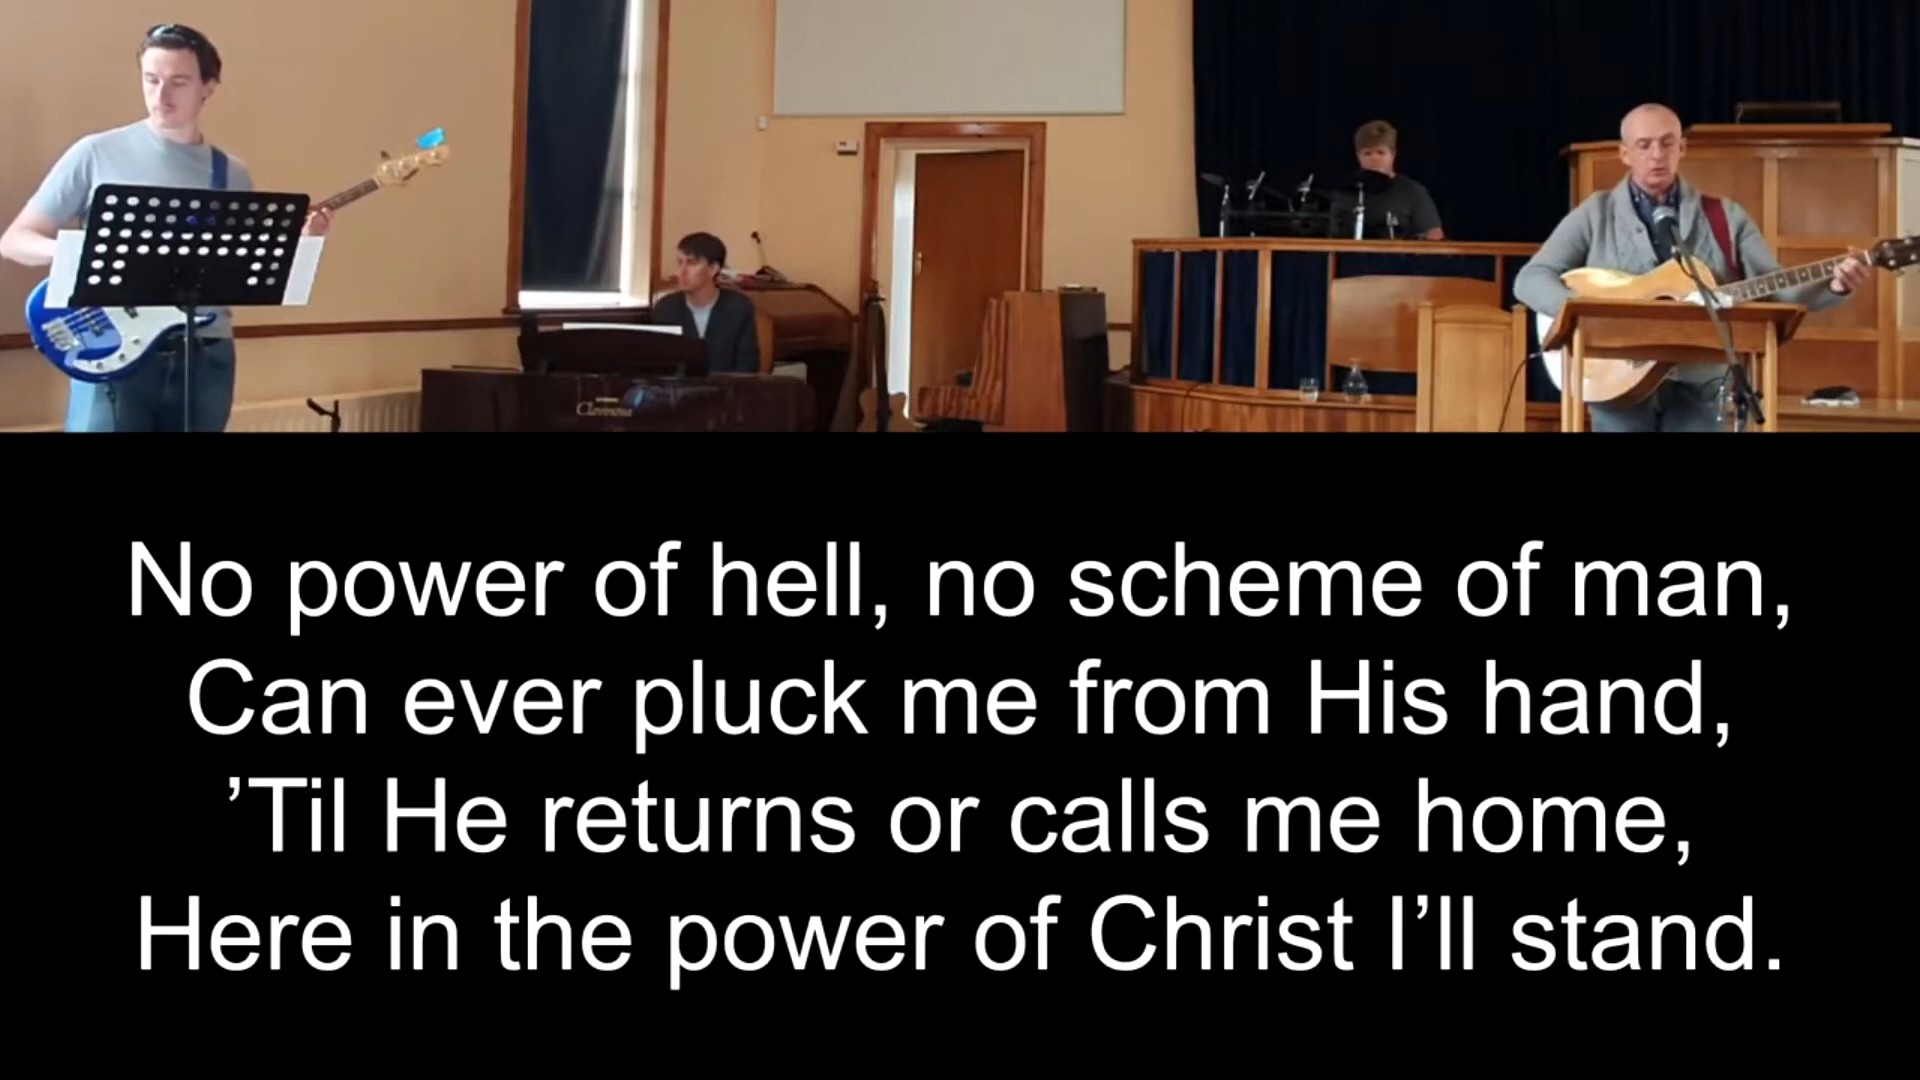 Clavinova
No power of hell, no scheme of man,
Can ever pluck me from His hand,
’Til He returns or calls me home,
Here in the power of Christ I’ll stand.